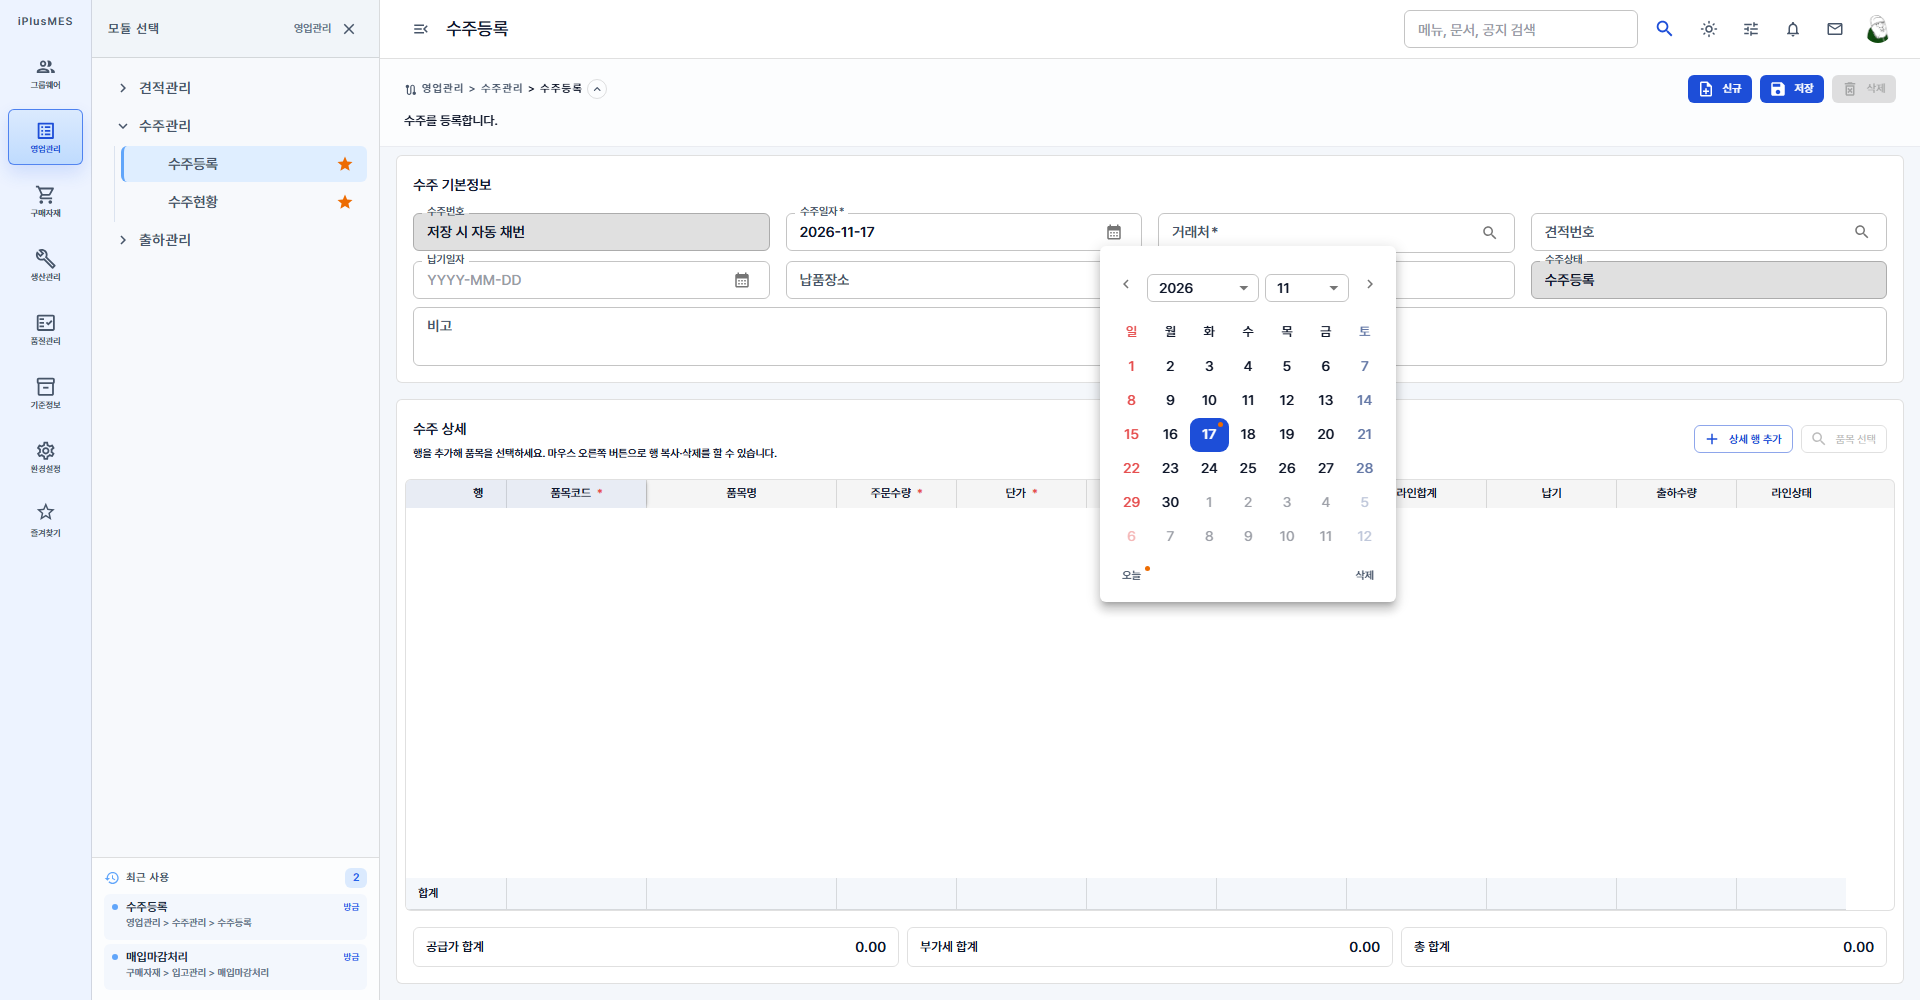 iPlusMES
그룹웨어
영업관리
구매자재
생산관리
품질관리
기준정보
환경설정
즐겨찾기
모듈 선택
영업관리
견적관리
수주관리
수주등록
수주현황
출하관리
최근 사용
2
수주등록
방금
영업관리 > 수주관리 > 수주등록
매입마감처리
방금
구매자재 > 입고관리 > 매입마감처리
수주등록
메뉴, 문서, 공지 검색
영업관리 > 수주관리 > 수주등록
수주를 등록합니다.
신규
저장
삭제
수주 기본정보
수주번호
저장 시 자동 채번
수주일자*
2026-11-17
거래처*
견적번호
납기일자
YYYY-MM-DD
납품장소
수주상태
수주등록
비고
2026
11
일 월 화 수 목 금 토
1 2 3 4 5 6 7
8 9 10 11 12 13 14
15 16 17 18 19 20 21
22 23 24 25 26 27 28
29 30 1 2 3 4 5
6 7 8 9 10 11 12
오늘
삭제
수주 상세
행을 추가해 품목을 선택하세요. 마우스 오른쪽 버튼으로 행 복사·삭제를 할 수 있습니다.
상세 행 추가
품목 선택
행 품목코드 * 품목명 주문수량 * 단가 * 라인합계 납기 출하수량 라인상태
합계
공급가 합계 0.00
부가세 합계 0.00
총 합계 0.00